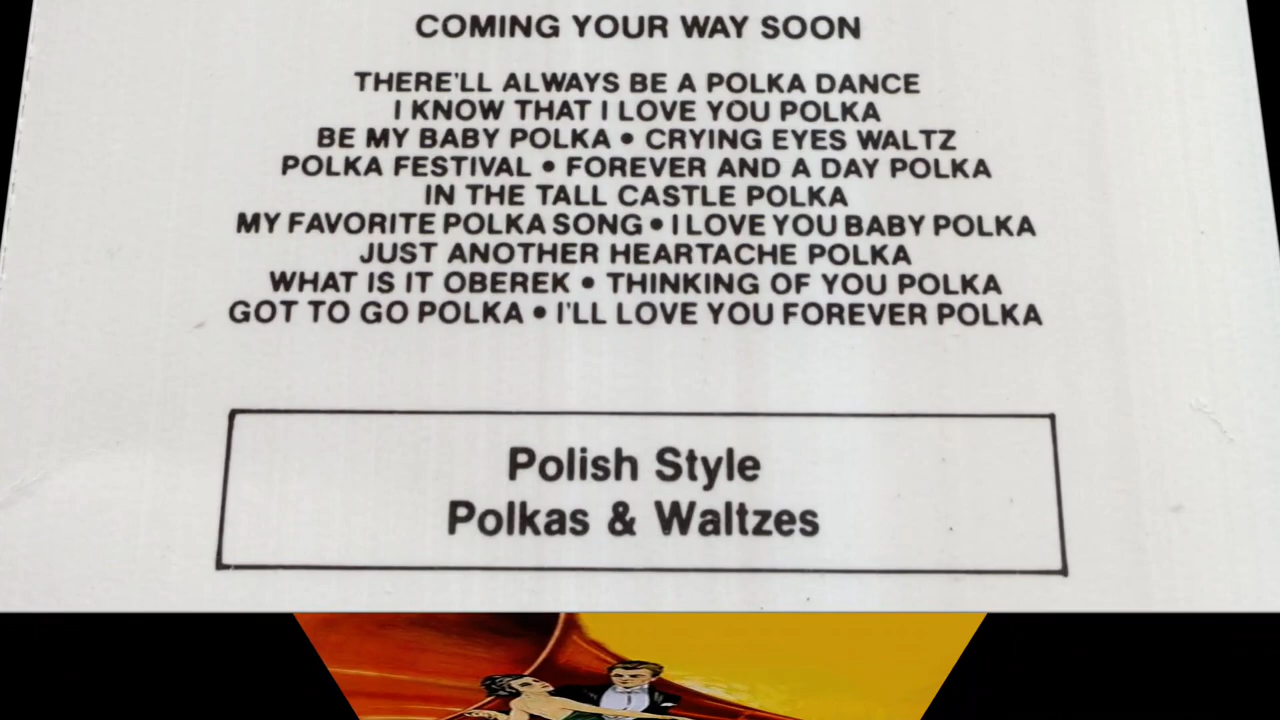 COMING YOUR WAY SOON
THERE'LL ALWAYS BE A POLKA DANCE
I KNOW THAT I LOVE YOU POLKA
BE MY BABY POLKA • CRYING EYES WALTZ
POLKA FESTIVAL • FOREVER AND A DAY POLKA
IN THE TALL CASTLE POLKA
MY FAVORITE POLKA SONG • I LOVE YOU BABY POLKA
JUST ANOTHER HEARTACHE POLKA
WHAT IS IT OBEREK • THINKING OF YOU POLKA
GOT TO GO POLKA • I'LL LOVE YOU FOREVER POLKA
Polish Style
Polkas & Waltzes